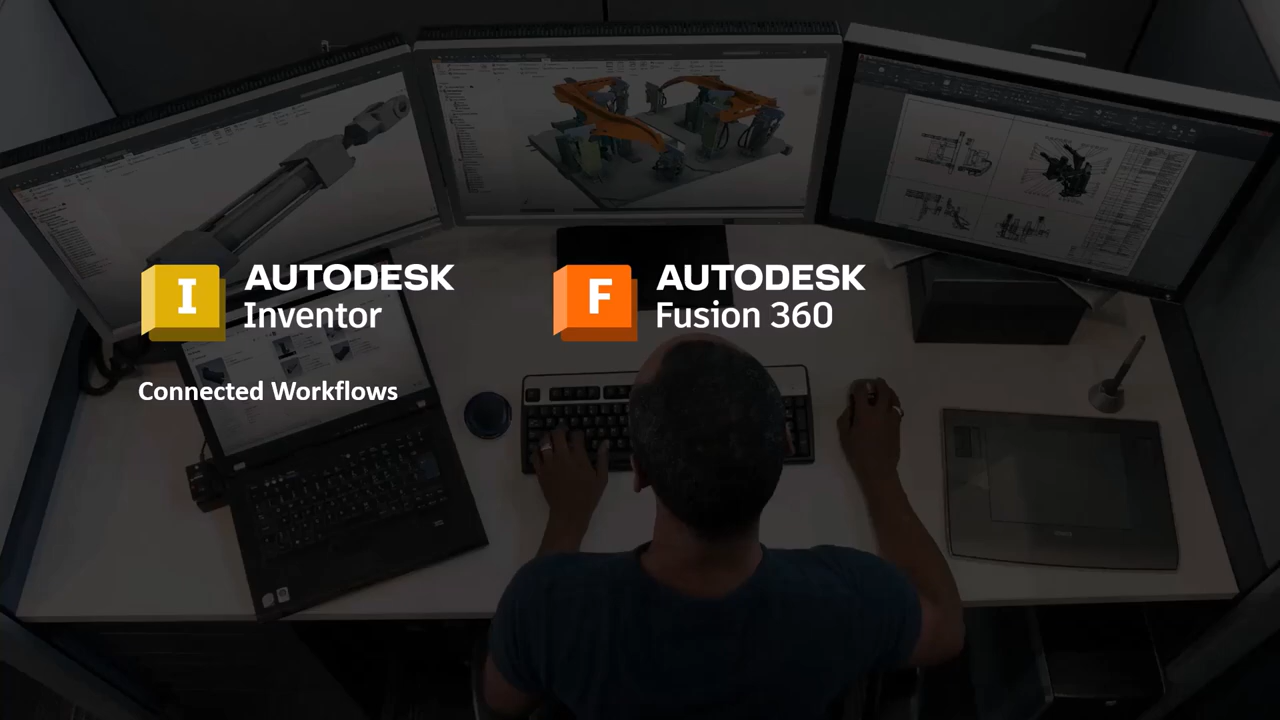 I
AUTODESK
Inventor
F
AUTODESK
Fusion 360
Connected Workflows